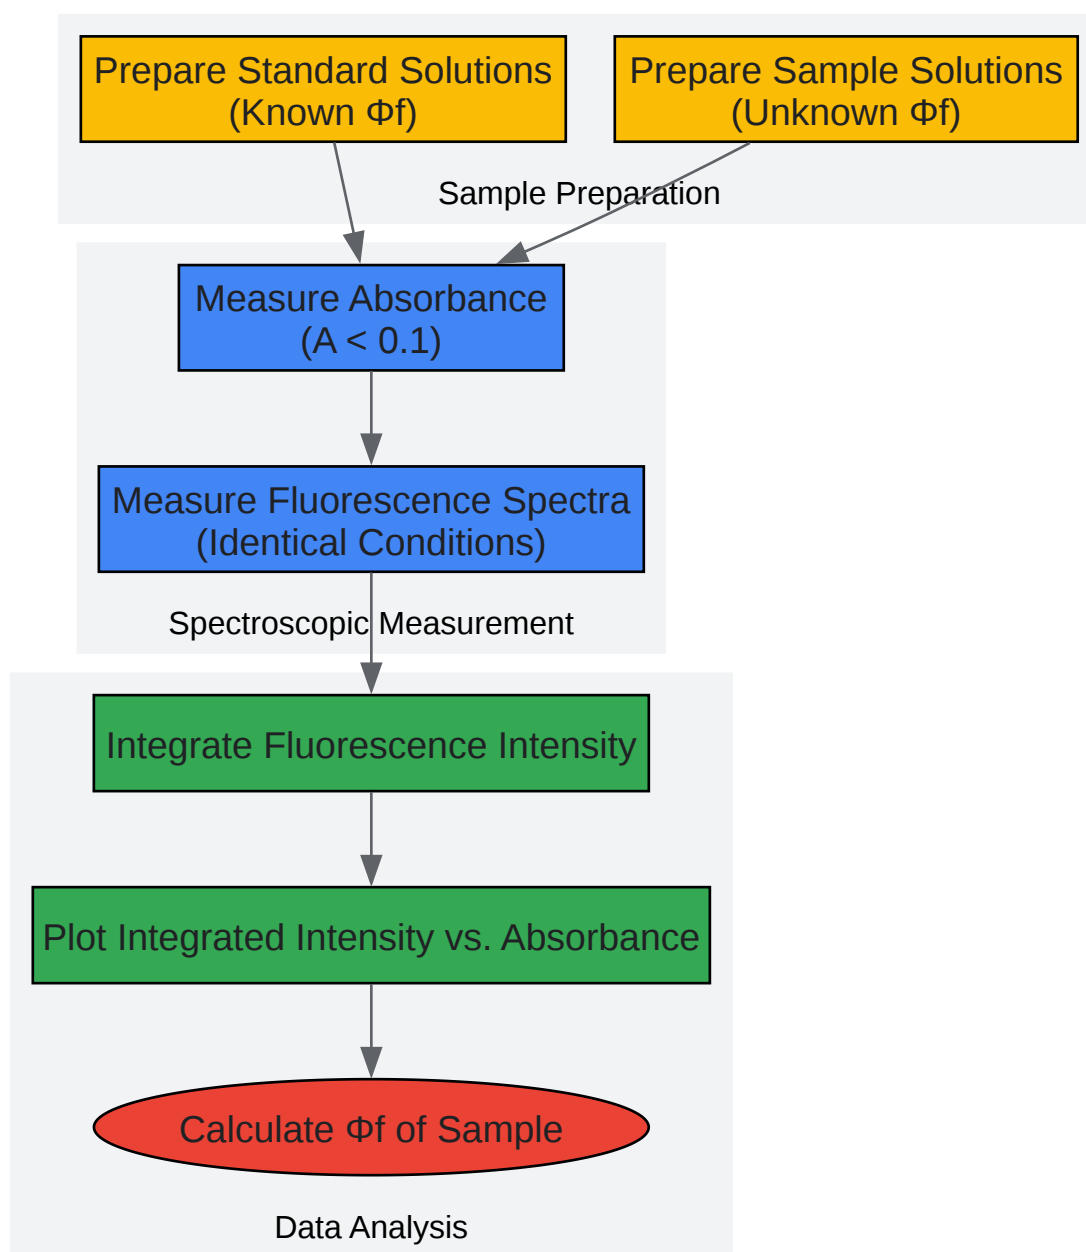 Prepare Standard Solutions
(Known Φf)
Prepare Sample Solutions
(Unknown Φf)
Sample Preparation
Measure Absorbance
(A < 0.1)
Measure Fluorescence Spectra
(Identical Conditions)
Spectroscopic Measurement
Integrate Fluorescence Intensity
Plot Integrated Intensity vs. Absorbance
Calculate Φf of Sample
Data Analysis